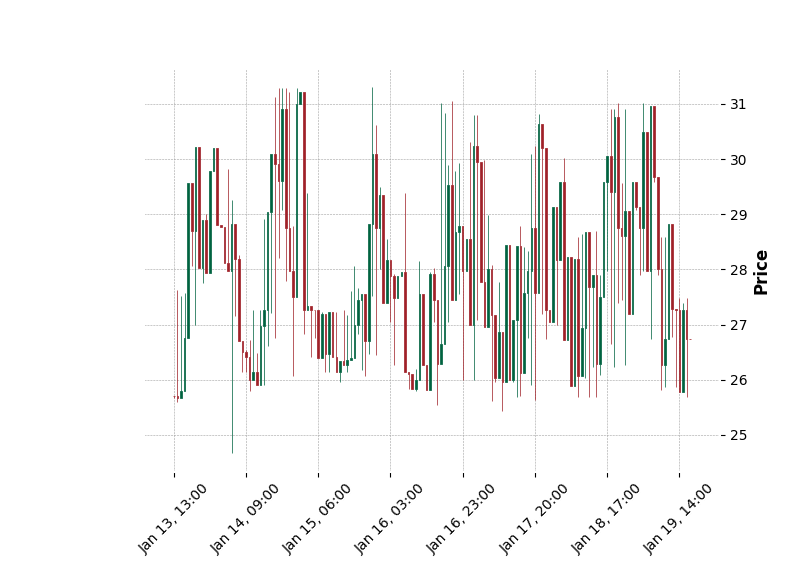 31
30
29
28
27
26
25
Price
Jan 13, 13:00
Jan 14, 09:00
Jan 15, 06:00
Jan 16, 03:00
Jan 16, 23:00
Jan 17, 20:00
Jan 18, 17:00
Jan 19, 14:00